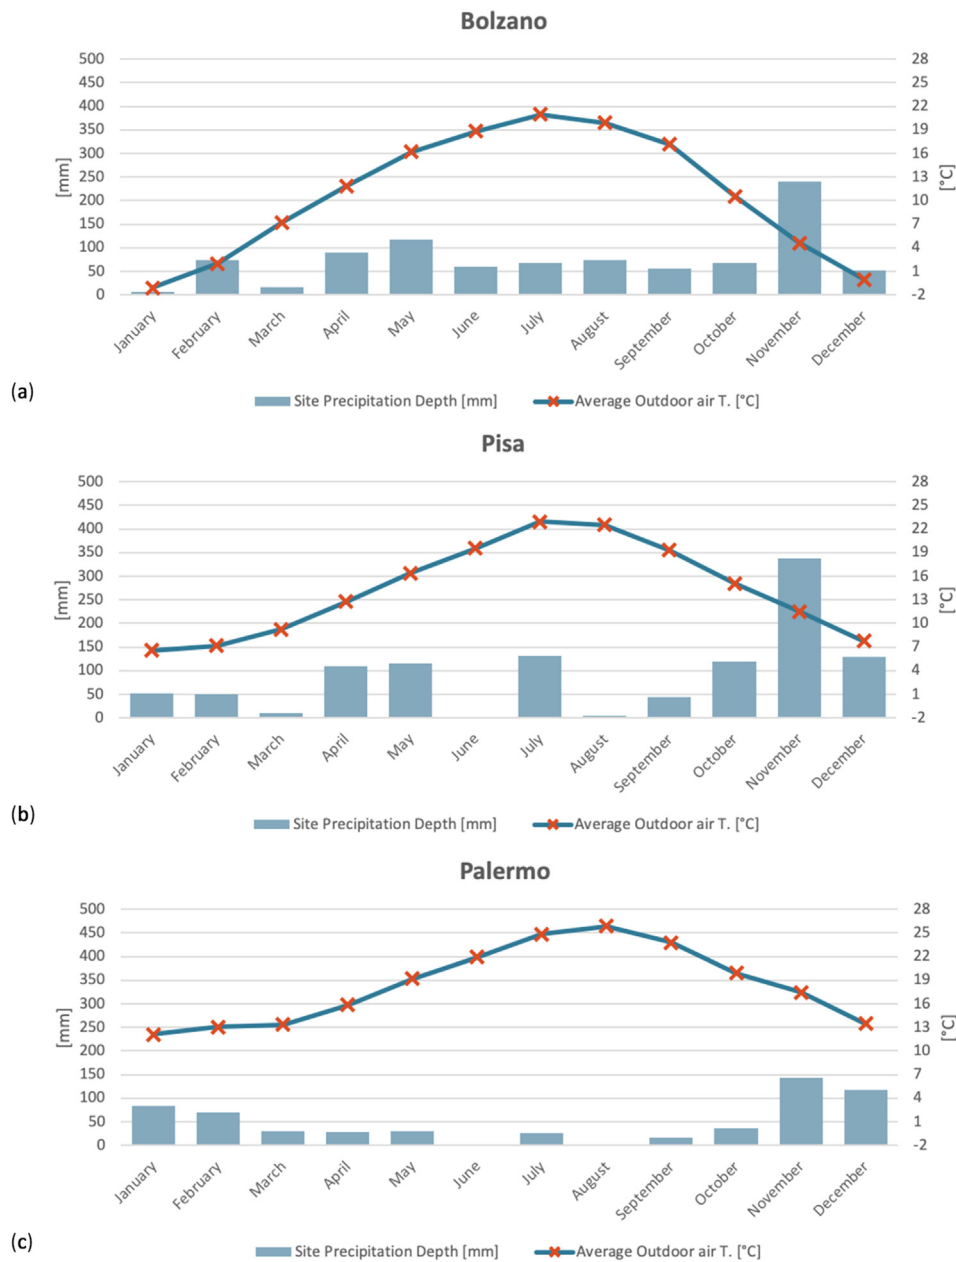 Bolzano
500 28
450 25
400 22
350 19
300 16
250 13
200 10
150 7
100 4
50 1
0 -2
[mm] [°C]
January February March April May June July August September October November December
(a)
Site Precipitation Depth [mm] Average Outdoor air T. [°C]
Pisa
500 28
450 25
400 22
350 19
300 16
250 13
200 10
150 7
100 4
50 1
0 -2
[mm] [°C]
January February March April May June July August September October November December
(b)
Site Precipitation Depth [mm] Average Outdoor air T. [°C]
Palermo
500 28
450 25
400 22
350 19
300 16
250 13
200 10
150 7
100 4
50 1
0 -2
[mm] [°C]
January February March April May June July August September October November December
(c)
Site Precipitation Depth [mm] Average Outdoor air T. [°C]